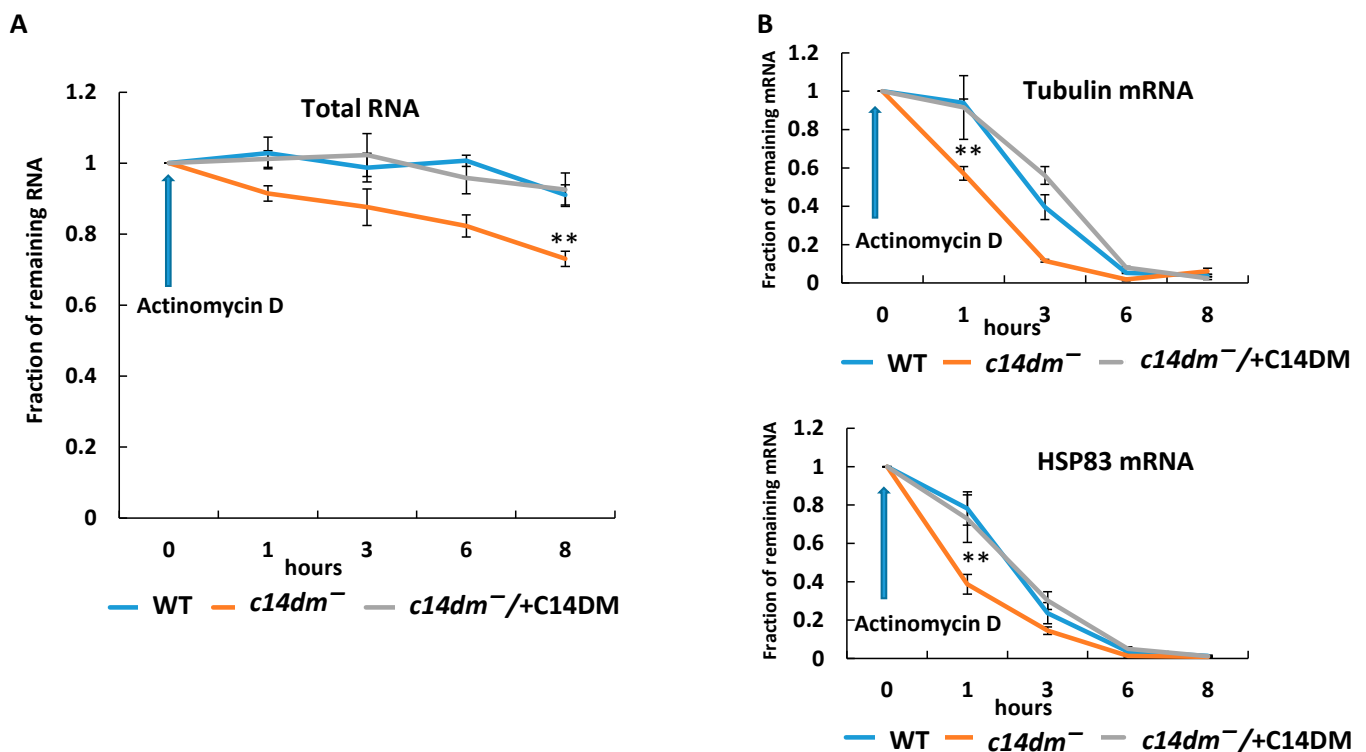 A
Fraction of remaining RNA
Total RNA
1.2
1
0.8
0.6
0.4
0.2
0
**
Actinomycin D
0 1 3 6 8
hours
WT c14dm⁻ c14dm⁻/+C14DM
B
Fraction of remaining mRNA
Tubulin mRNA
1.2
1
0.8
0.6
0.4
0.2
0
**
Actinomycin D
0 1 3 6 8
hours
WT c14dm⁻ c14dm⁻/+C14DM
Fraction of remaining mRNA
HSP83 mRNA
1.2
1
0.8
0.6
0.4
0.2
0
**
Actinomycin D
0 1 3 6 8
hours
WT c14dm⁻ c14dm⁻/+C14DM